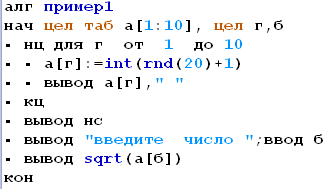 алг пример1
нач цел таб а[1:10], цел г,б
• нц для г от 1 до 10
• • а[г]:=int(rnd(20)+1)
• • вывод а[г]," "
• кц
• вывод нс
• вывод "введите число ";ввод б
• вывод sqrt(а[б])
кон